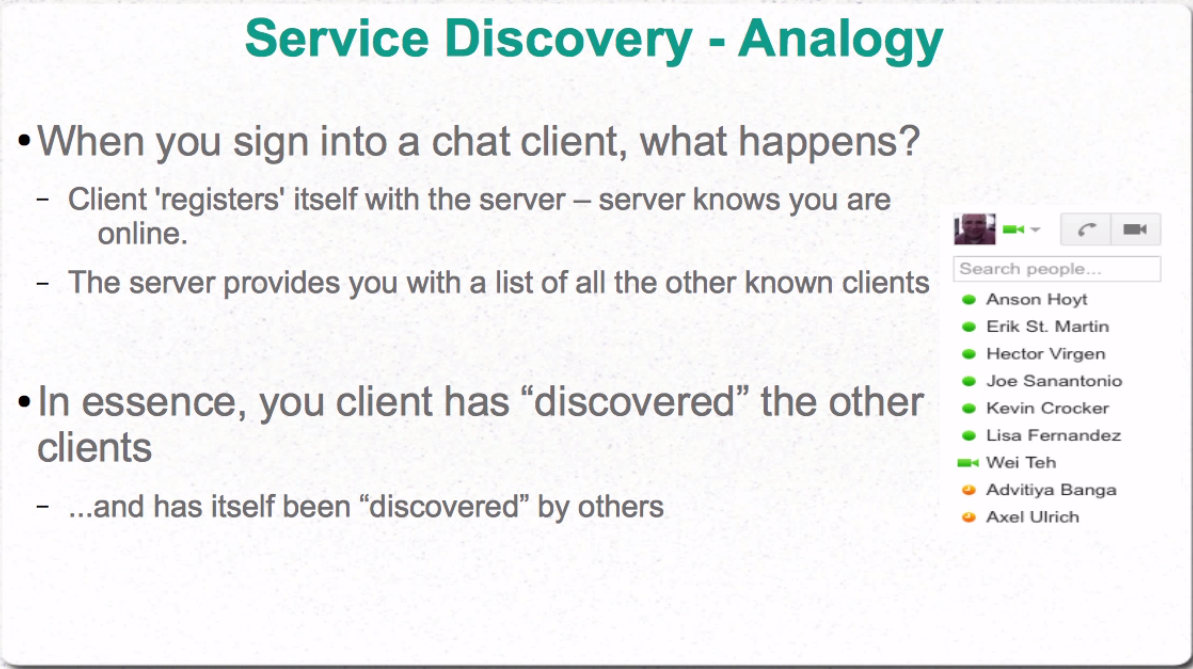 Service Discovery - Analogy
• When you sign into a chat client, what happens?
– Client 'registers' itself with the server – server knows you are
online.
– The server provides you with a list of all the other known clients
• In essence, you client has “discovered” the other
clients
– ...and has itself been “discovered” by others
Search people...
Anson Hoyt
Erik St. Martin
Hector Virgen
Joe Sanantonio
Kevin Crocker
Lisa Fernandez
Wei Teh
Advitiya Banga
Axel Ulrich